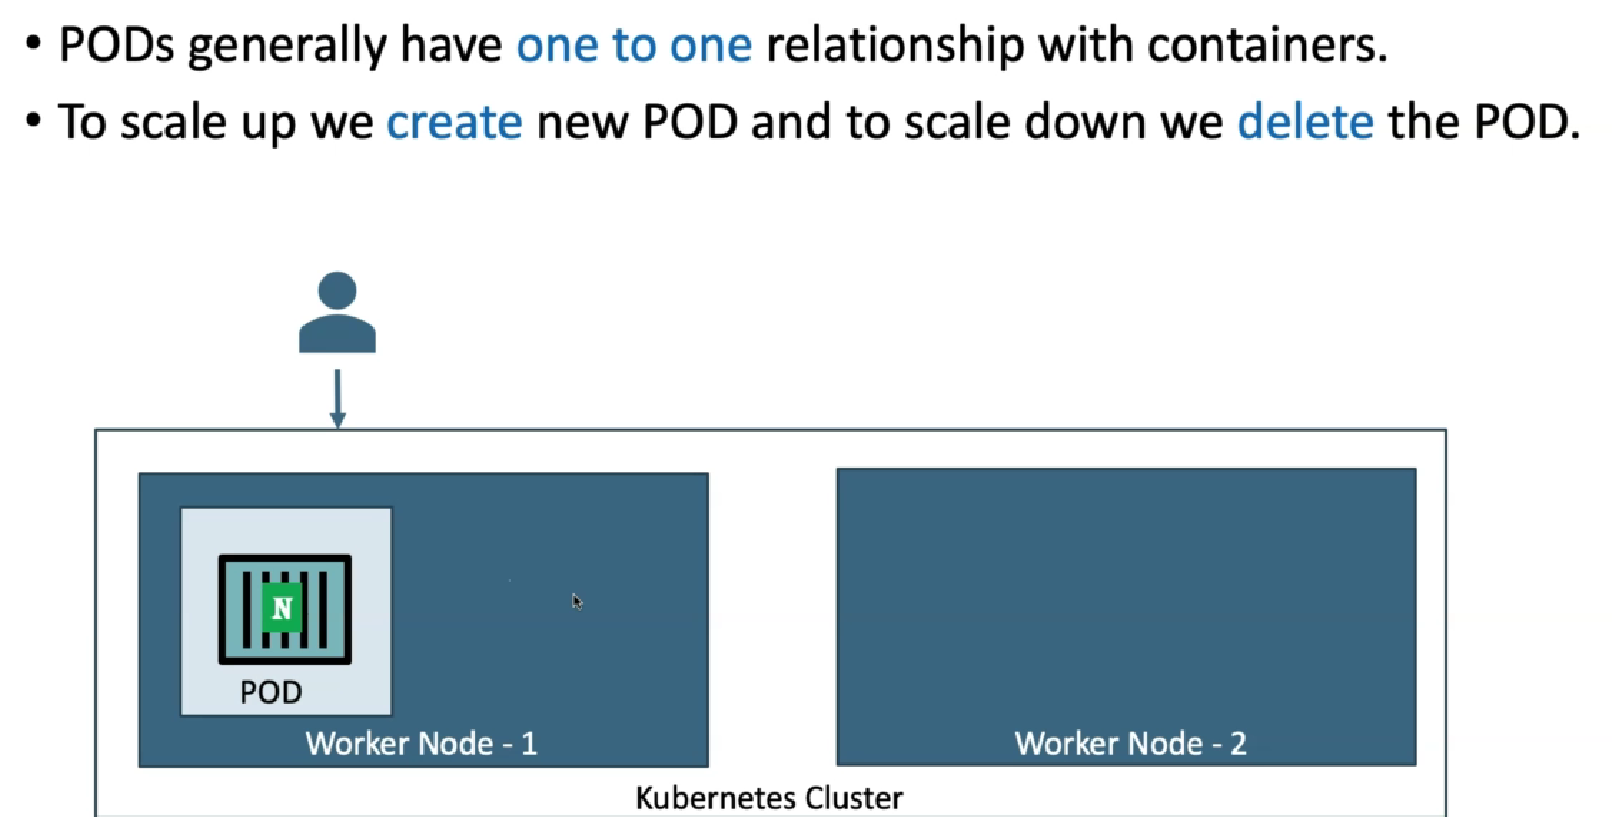 • PODs generally have one to one relationship with containers.
• To scale up we create new POD and to scale down we delete the POD.
N
POD
Worker Node - 1
Worker Node - 2
Kubernetes Cluster